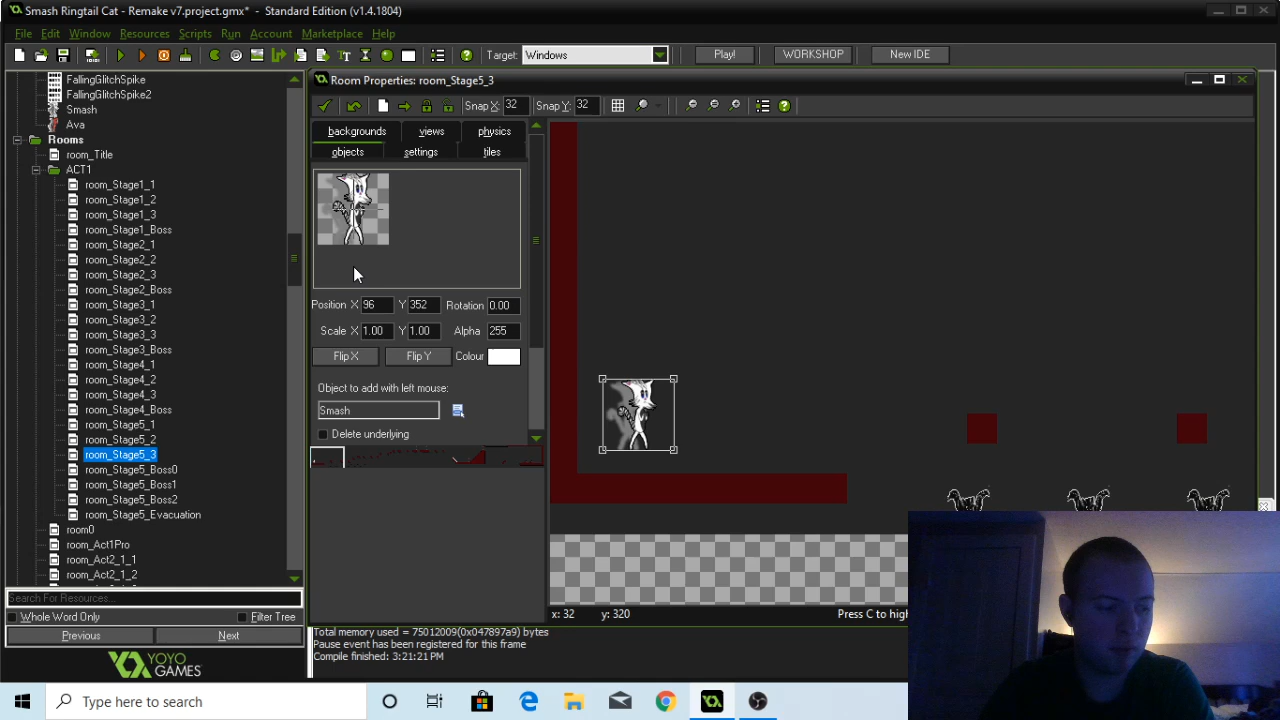 Smash Ringtail Cat - Remake v7.project.gmx* - Standard Edition (v1.4.1804)
File Edit Window Resources Scripts Run Account Marketplace Help
Target: Windows Play! WORKSHOP New IDE
FallingGlitchSpike
FallingGlitchSpike2
Smash
Ava
Rooms
room_Title
ACT1
room_Stage1_1
room_Stage1_2
room_Stage1_3
room_Stage1_Boss
room_Stage2_1
room_Stage2_2
room_Stage2_3
room_Stage2_Boss
room_Stage3_1
room_Stage3_2
room_Stage3_3
room_Stage3_Boss
room_Stage4_1
room_Stage4_2
room_Stage4_3
room_Stage4_Boss
room_Stage5_1
room_Stage5_2
room_Stage5_3
room_Stage5_Boss0
room_Stage5_Boss1
room_Stage5_Boss2
room_Stage5_Evacuation
room0
room_Act1Pro
room_Act2_1_1
room_Act2_1_2
Search For Resources...
Whole Word Only Filter Tree
Previous Next
YOYO
GAMES
Room Properties: room_Stage5_3
Snap X: 32 Snap Y: 32
backgrounds views physics
objects settings tiles
Position X 96 Y 352 Rotation 0.00
Scale X 1.00 Y 1.00 Alpha 255
Flip X Flip Y Colour
Object to add with left mouse:
Smash
Delete underlying
x: 32 y: 320 Press C to high
Total memory used = 75012009(0x047897a9) bytes
Pause event has been registered for this frame
Compile finished: 3:21:21 PM
Type here to search